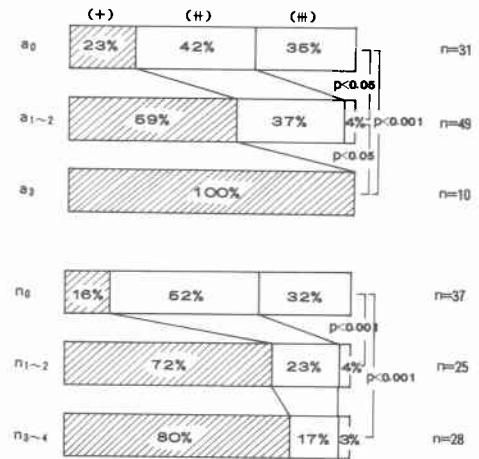 (+) (++) (+++)
a₀ 23% 42% 35% n=31
p<0.05
a₁~₂ 59% 37% 4% p<0.001 n=49
p<0.05
a₃ 100% n=10
n₀ 16% 52% 32% n=37
p<0.001
n₁~₂ 72% 23% 4% p<0.001 n=25
n₃~₄ 80% 17% 3% n=28